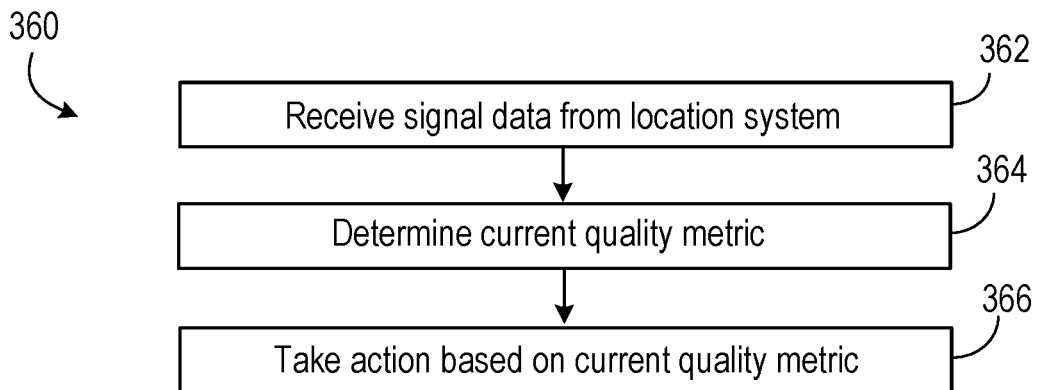 360
362
Receive signal data from location system
364
Determine current quality metric
366
Take action based on current quality metric